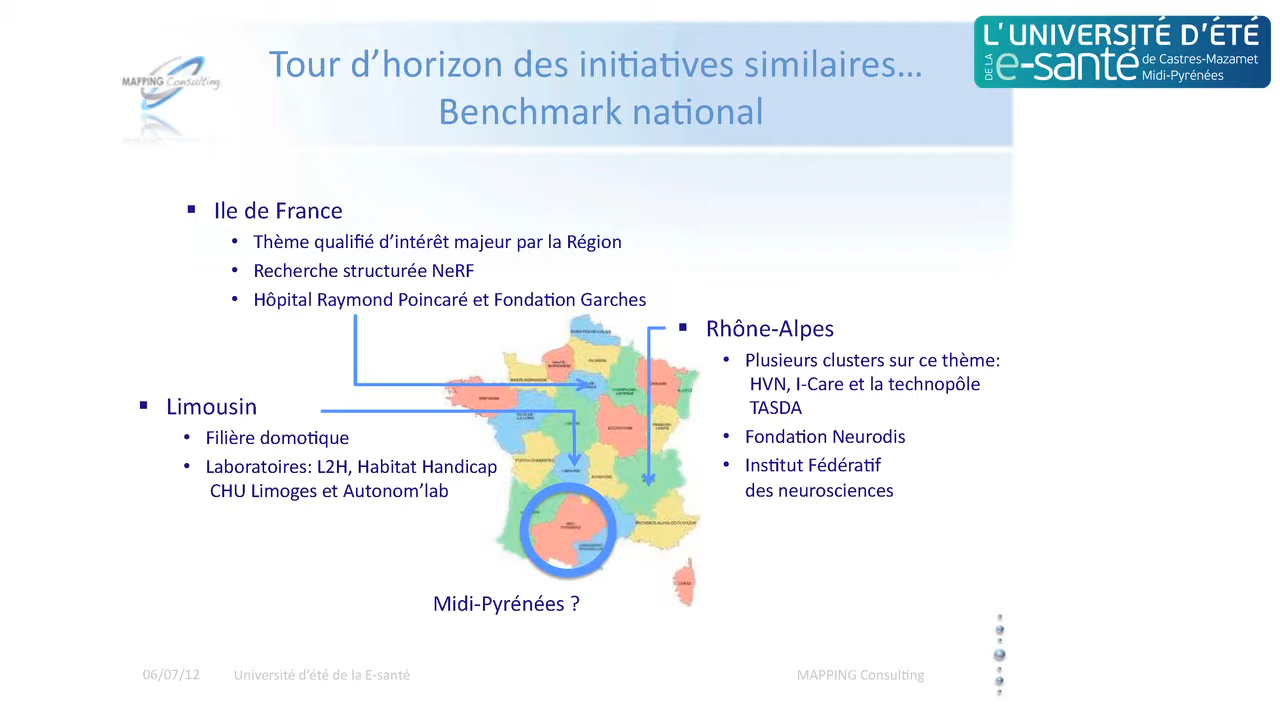 MAPPING Consulting
Tour d'horizon des initiatives similaires…
Benchmark national
L'UNIVERSITÉ D'ÉTÉ
DE LA e-santé de Castres-Mazamet
Midi-Pyrénées
▪ Ile de France
• Thème qualifié d'intérêt majeur par la Région
• Recherche structurée NeRF
• Hôpital Raymond Poincaré et Fondation Garches
▪ Rhône-Alpes
• Plusieurs clusters sur ce thème:
HVN, I-Care et la technopôle
TASDA
• Fondation Neurodis
• Institut Fédératif
des neurosciences
▪ Limousin
• Filière domotique
• Laboratoires: L2H, Habitat Handicap
CHU Limoges et Autonom'lab
Midi-Pyrénées ?
06/07/12 Université d'été de la E-santé MAPPING Consulting